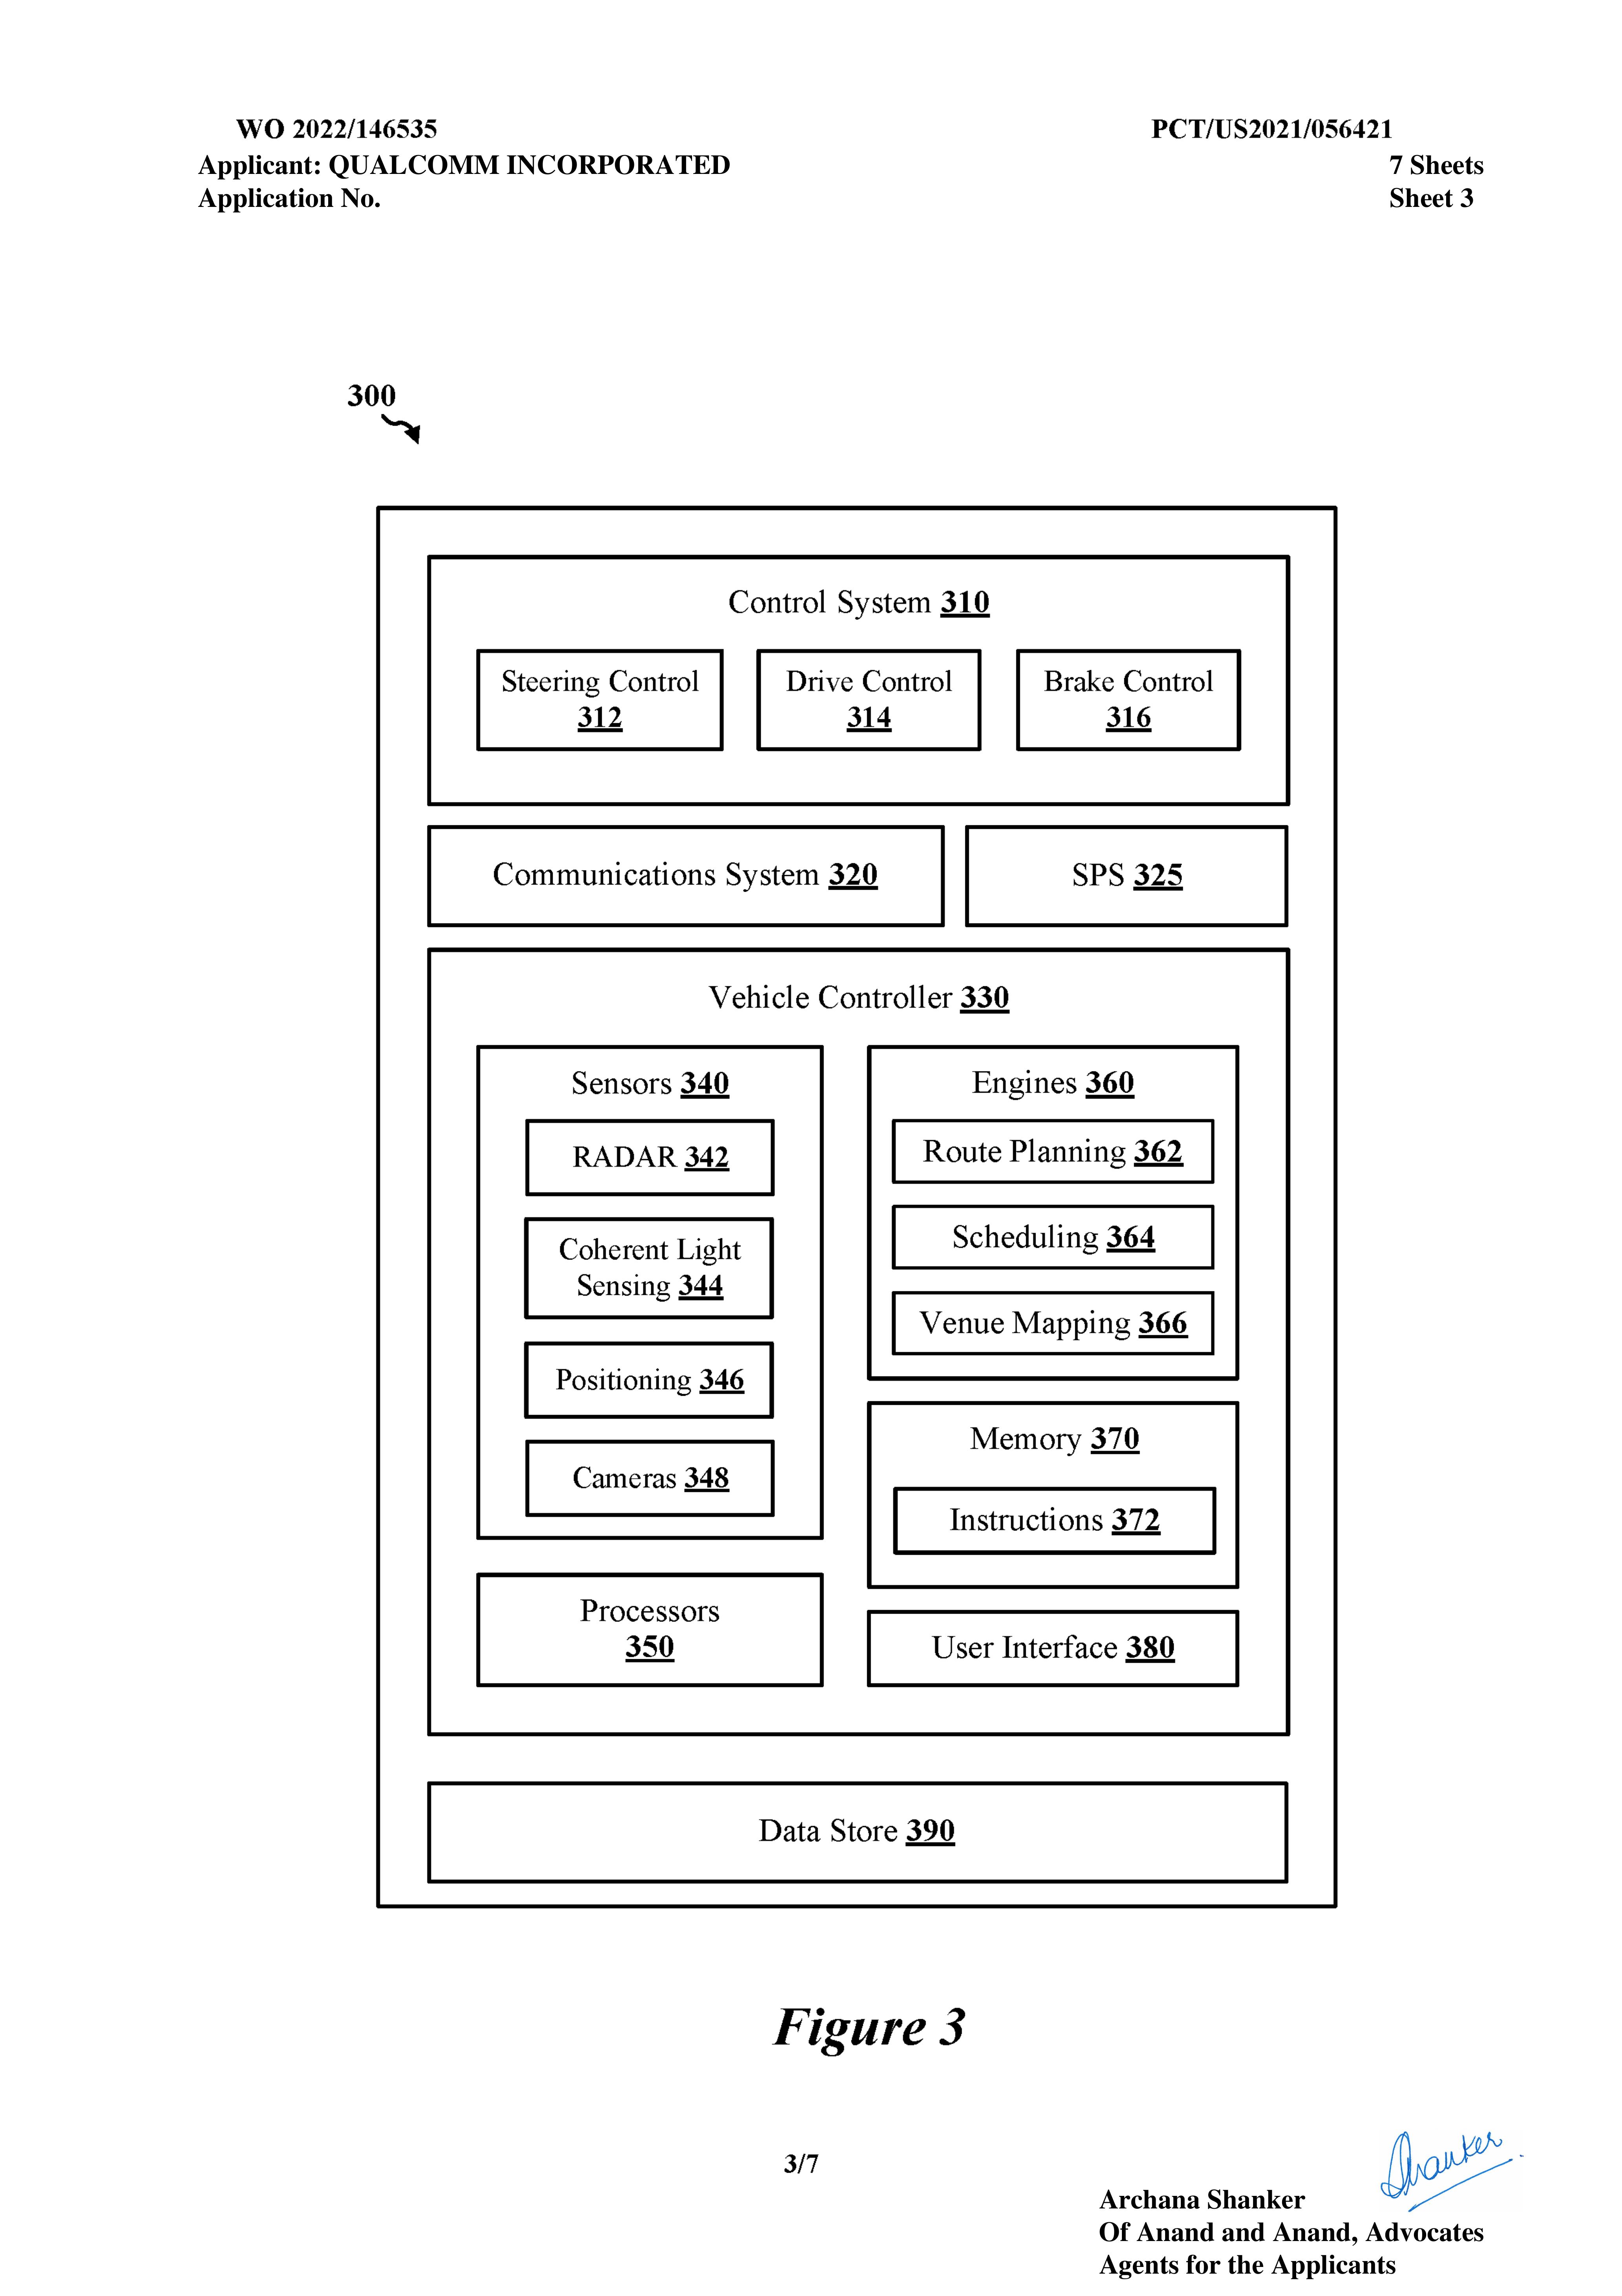 WO 2022/146535
PCT/US2021/056421
Applicant: QUALCOMM INCORPORATED
7 Sheets
Application No.
Sheet 3
300
Control System 310
Steering Control
312
Drive Control
314
Brake Control
316
Communications System 320
SPS 325
Vehicle Controller 330
Sensors 340
RADAR 342
Coherent Light
Sensing 344
Positioning 346
Cameras 348
Processors
350
Engines 360
Route Planning 362
Scheduling 364
Venue Mapping 366
Memory 370
Instructions 372
User Interface 380
Data Store 390
Figure 3
3/7
Shanker
Archana Shanker
Of Anand and Anand, Advocates
Agents for the Applicants